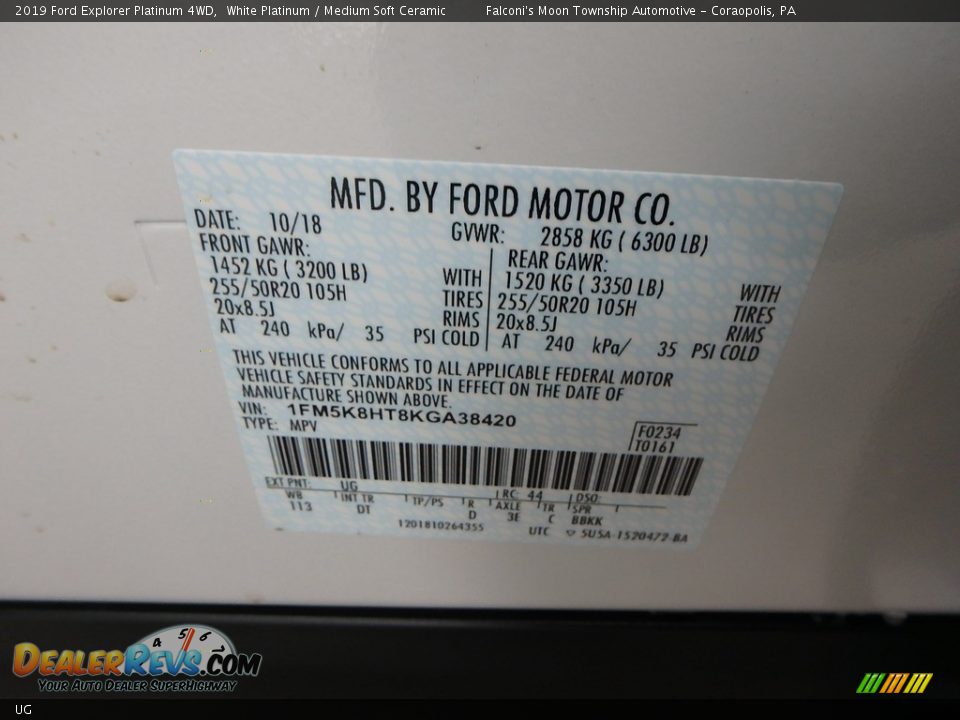 2019 Ford Explorer Platinum 4WD, White Platinum / Medium Soft Ceramic Falconi's Moon Township Automotive - Coraopolis, PA
MFD. BY FORD MOTOR CO.
DATE: 10/18 GVWR: 2858 KG ( 6300 LB)
FRONT GAWR: REAR GAWR:
1452 KG ( 3200 LB) WITH 1520 KG ( 3350 LB) WITH
255/50R20 105H TIRES 255/50R20 105H TIRES
20x8.5J RIMS 20x8.5J RIMS
AT 240 kPa/ 35 PSI COLD AT 240 kPa/ 35 PSI COLD
THIS VEHICLE CONFORMS TO ALL APPLICABLE FEDERAL MOTOR
VEHICLE SAFETY STANDARDS IN EFFECT ON THE DATE OF
MANUFACTURE SHOWN ABOVE.
VIN: 1FM5K8HT8KGA38420
TYPE: MPV
F0234
T0161
EXT PNT: UG RC: 44 DSO:
WB INT TR TP/PS R AXLE TR SPR
113 DT D 3E C BBKK
1201810264355 UTC ▽ 5U5A-1520472-BA
4 5 6
DEALERREVS.COM
YOUR AUTO DEALER SUPERHIGHWAY
UG